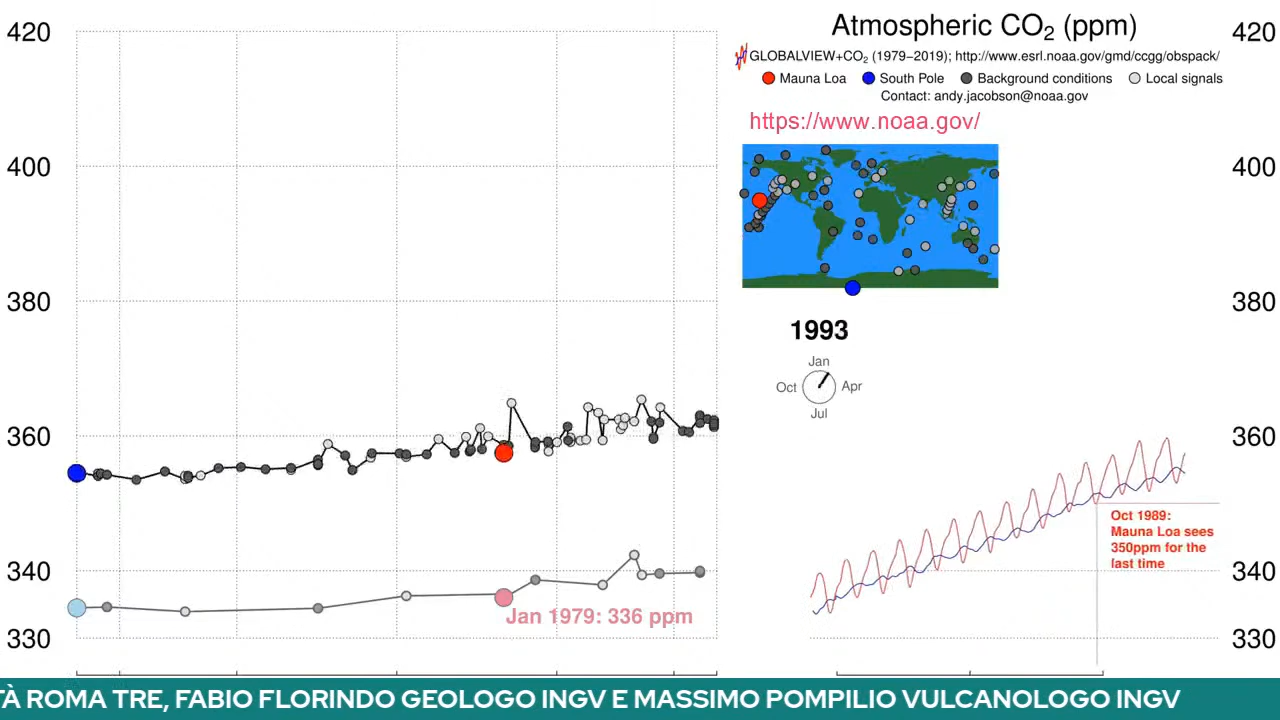 Atmospheric CO₂ (ppm)
GLOBALVIEW+CO₂ (1979−2019); http://www.esrl.noaa.gov/gmd/ccgg/obspack/
Mauna Loa South Pole Background conditions Local signals
Contact: andy.jacobson@noaa.gov
https://www.noaa.gov/
420
400
380
360
340
330
420
400
380
360
340
330
1993
Jan
Oct Apr
Jul
Oct 1989:
Mauna Loa sees
350ppm for the
last time
Jan 1979: 336 ppm
TÀ ROMA TRE, FABIO FLORINDO GEOLOGO INGV E MASSIMO POMPILIO VULCANOLOGO INGV